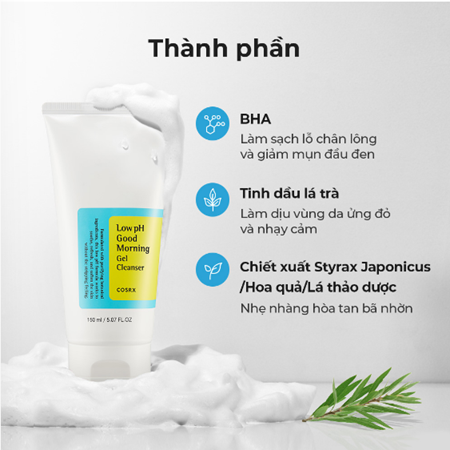 Thành phần
BHA
Làm sạch lỗ chân lông
và giảm mụn đầu đen
Tinh dầu lá trà
Làm dịu vùng da ửng đỏ
và nhạy cảm
Chiết xuất Styrax Japonicus
/Hoa quả/Lá thảo dược
Nhẹ nhàng hòa tan bã nhờn
Low pH
Good
Morning
Gel
Cleanser
COSRX
150 ml / 5.07 FL.OZ